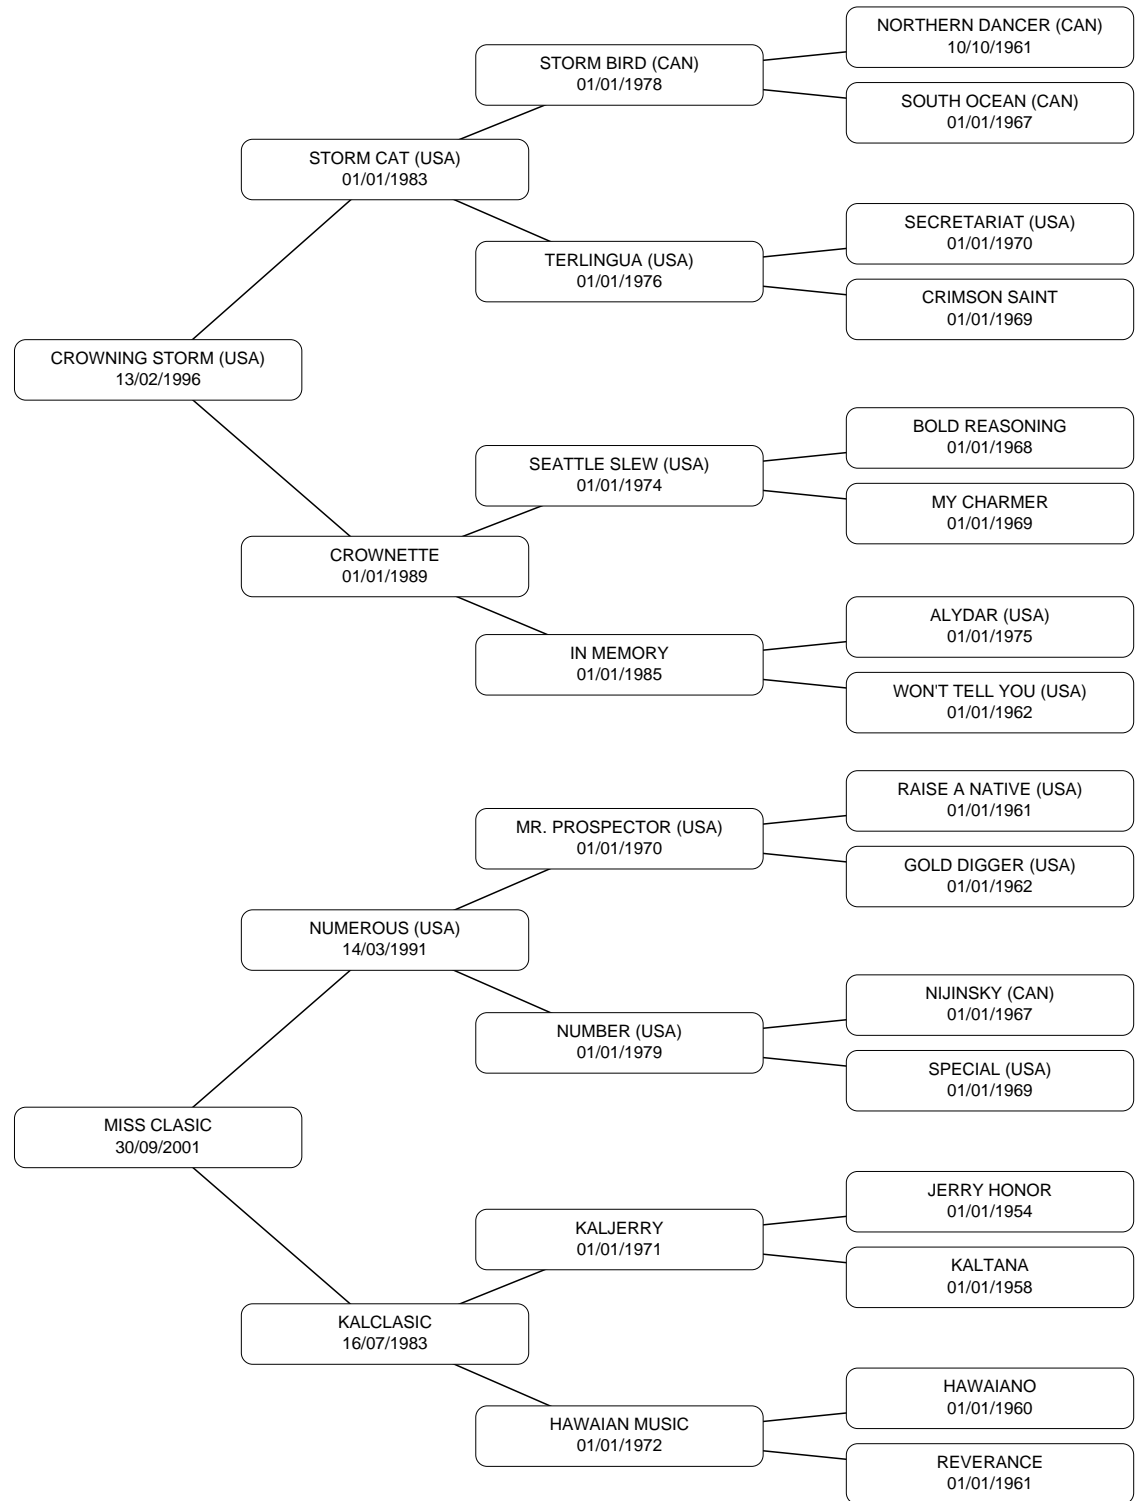 NORTHERN DANCER (CAN)
10/10/1961
STORM BIRD (CAN)
01/01/1978
SOUTH OCEAN (CAN)
01/01/1967
STORM CAT (USA)
01/01/1983
SECRETARIAT (USA)
01/01/1970
TERLINGUA (USA)
01/01/1976
CRIMSON SAINT
01/01/1969
CROWNING STORM (USA)
13/02/1996
BOLD REASONING
01/01/1968
SEATTLE SLEW (USA)
01/01/1974
MY CHARMER
01/01/1969
CROWNETTE
01/01/1989
ALYDAR (USA)
01/01/1975
IN MEMORY
01/01/1985
WON'T TELL YOU (USA)
01/01/1962
RAISE A NATIVE (USA)
01/01/1961
MR. PROSPECTOR (USA)
01/01/1970
GOLD DIGGER (USA)
01/01/1962
NUMEROUS (USA)
14/03/1991
NIJINSKY (CAN)
01/01/1967
NUMBER (USA)
01/01/1979
SPECIAL (USA)
01/01/1969
MISS CLASIC
30/09/2001
JERRY HONOR
01/01/1954
KALJERRY
01/01/1971
KALTANA
01/01/1958
KALCLASIC
16/07/1983
HAWAIANO
01/01/1960
HAWAIAN MUSIC
01/01/1972
REVERANCE
01/01/1961